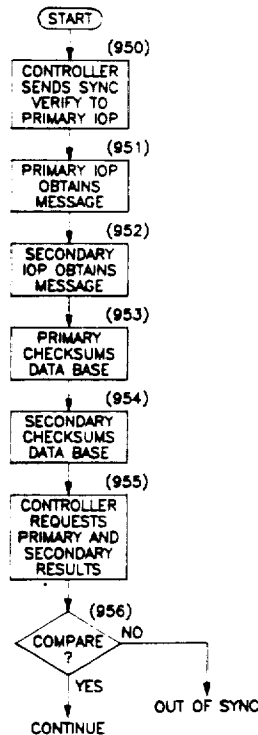 START
(950)
CONTROLLER
SENDS SYNC
VERIFY TO
PRIMARY IOP
(951)
PRIMARY IOP
OBTAINS
MESSAGE
(952)
SECONDARY
IOP OBTAINS
MESSAGE
(953)
PRIMARY
CHECKSUMS
DATA BASE
(954)
SECONDARY
CHECKSUMS
DATA BASE
(955)
CONTROLLER
REQUESTS
PRIMARY AND
SECONDARY
RESULTS
(956)
COMPARE
?
NO
YES
OUT OF SYNC
CONTINUE